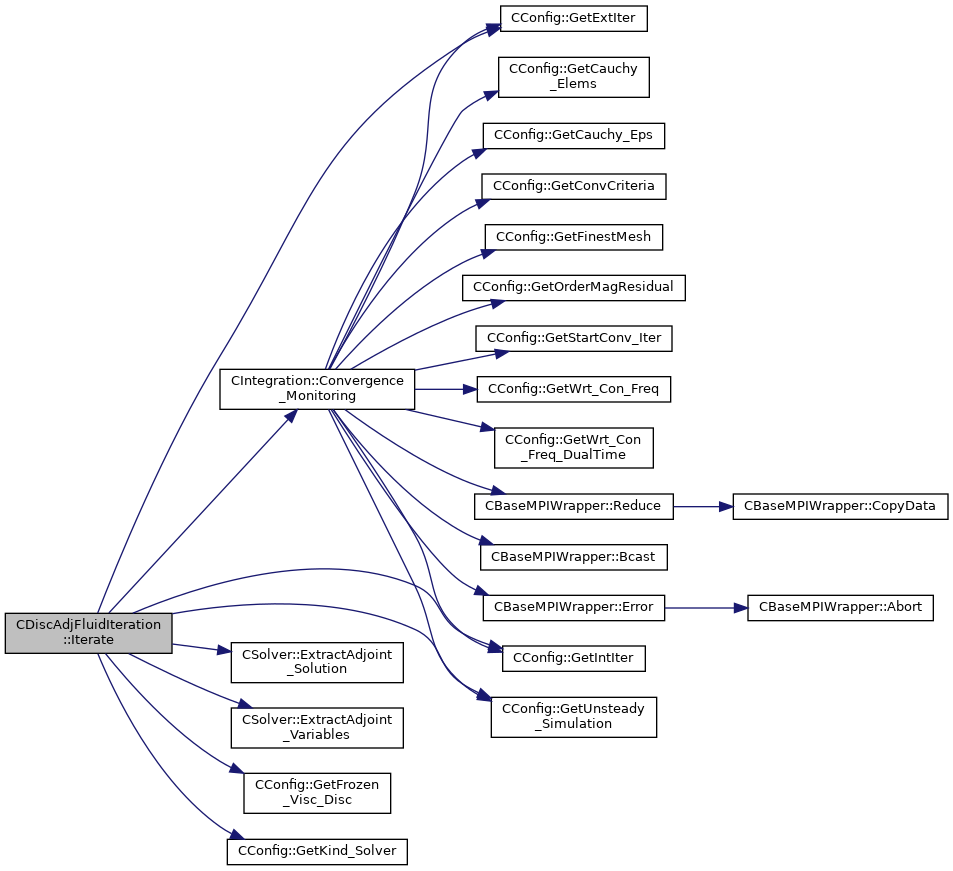 CConfig::GetExtIter
CConfig::GetCauchy
_Elems
CConfig::GetCauchy_Eps
CConfig::GetConvCriteria
CConfig::GetFinestMesh
CConfig::GetOrderMagResidual
CConfig::GetStartConv_Iter
CIntegration::Convergence
_Monitoring
CConfig::GetWrt_Con_Freq
CConfig::GetWrt_Con
_Freq_DualTime
CBaseMPIWrapper::Reduce
CBaseMPIWrapper::CopyData
CBaseMPIWrapper::Bcast
CBaseMPIWrapper::Error
CBaseMPIWrapper::Abort
CDiscAdjFluidIteration
::Iterate
CConfig::GetIntIter
CSolver::ExtractAdjoint
_Solution
CConfig::GetUnsteady
_Simulation
CSolver::ExtractAdjoint
_Variables
CConfig::GetFrozen
_Visc_Disc
CConfig::GetKind_Solver